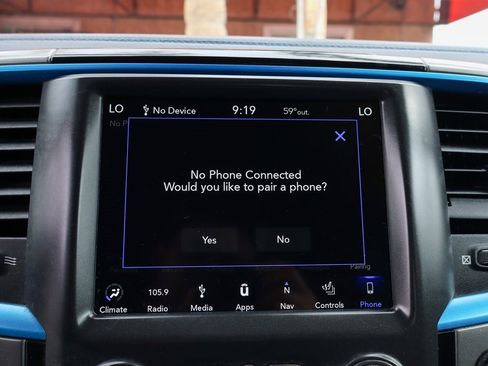 LO No Device 9:19 59°out. LO
No P
No Phone Connected
Would you like to pair a phone?
Yes No
Pairing
Climate 105.9 Radio Media ū Apps N Nav Controls Phone